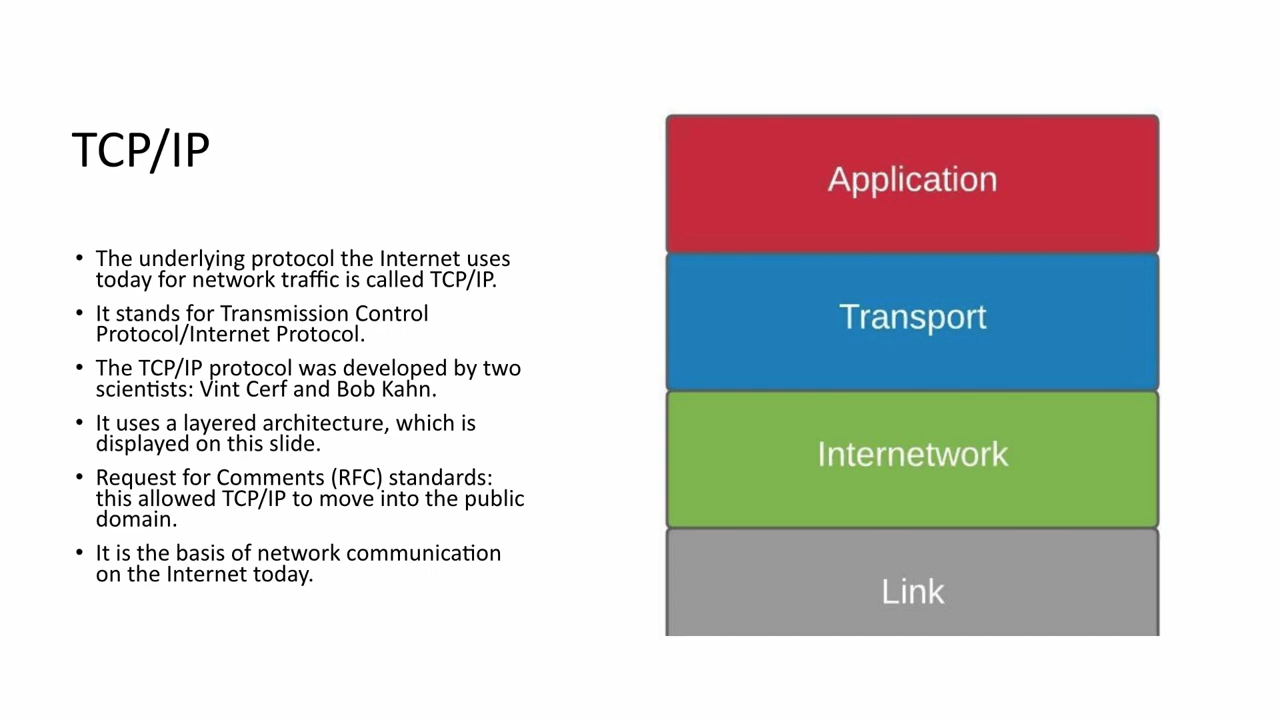 TCP/IP
• The underlying protocol the Internet uses
today for network traffic is called TCP/IP.
• It stands for Transmission Control
Protocol/Internet Protocol.
• The TCP/IP protocol was developed by two
scientists: Vint Cerf and Bob Kahn.
• It uses a layered architecture, which is
displayed on this slide.
• Request for Comments (RFC) standards:
this allowed TCP/IP to move into the public
domain.
• It is the basis of network communication
on the Internet today.
Application
Transport
Internetwork
Link